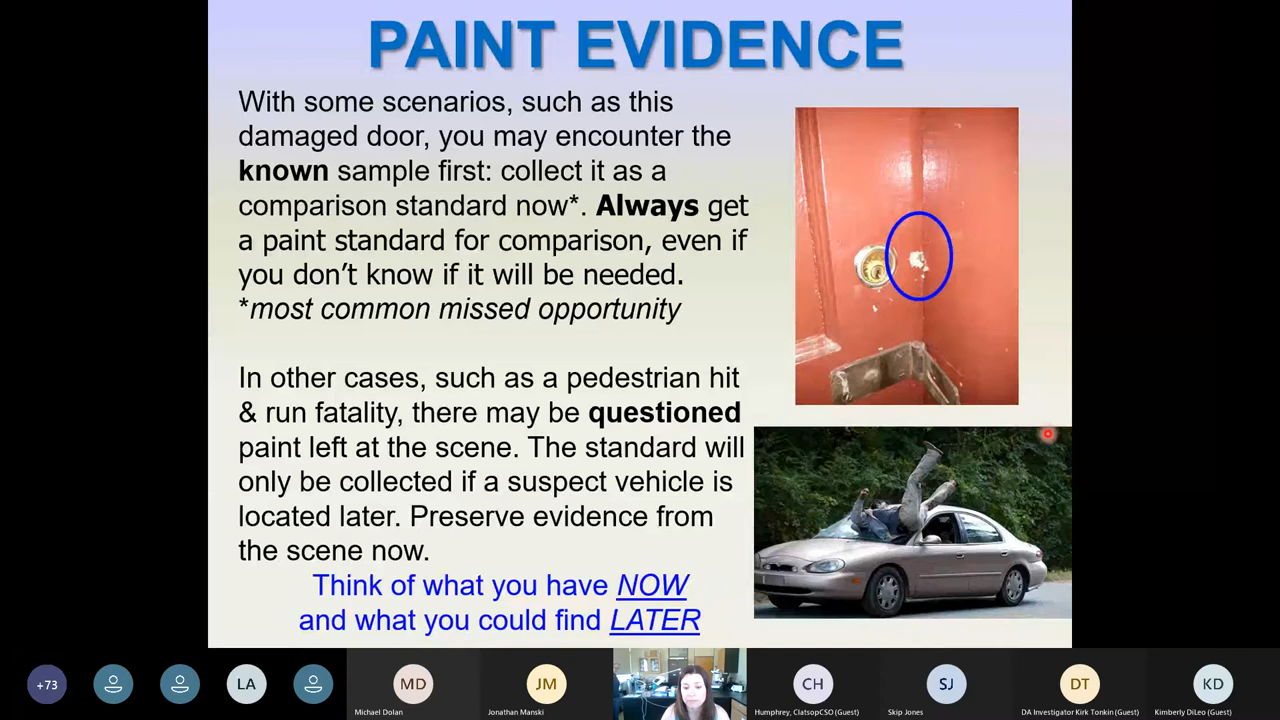 PAINT EVIDENCE
With some scenarios, such as this
damaged door, you may encounter the
known sample first: collect it as a
comparison standard now*. Always get
a paint standard for comparison, even if
you don’t know if it will be needed.
*most common missed opportunity
In other cases, such as a pedestrian hit
& run fatality, there may be questioned
paint left at the scene. The standard will
only be collected if a suspect vehicle is
located later. Preserve evidence from
the scene now.
Think of what you have NOW
and what you could find LATER
+73
LA
MD
JM
CH
SJ
DT
KD
Michael Dolan
Jonathan Manski
Humphrey, ClatsopCSO (Guest)
Skip Jones
DA Investigator Kirk Tonkin (Guest)
Kimberly DiLeo (Guest)